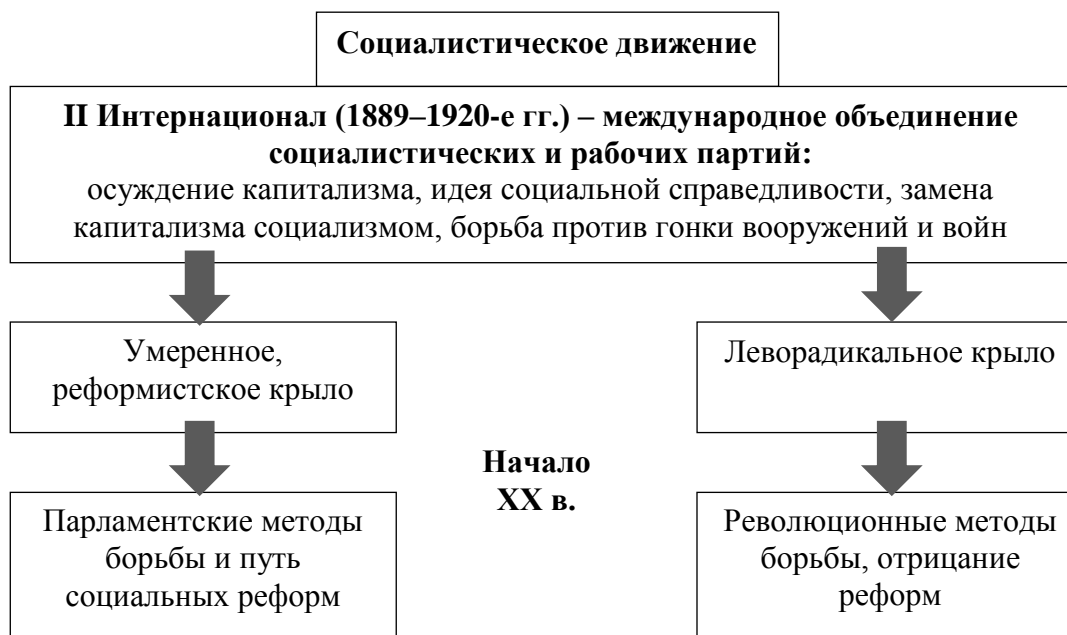 Социалистическое движение
II Интернационал (1889–1920-е гг.) – международное объединение
социалистических и рабочих партий:
осуждение капитализма, идея социальной справедливости, замена
капитализма социализмом, борьба против гонки вооружений и войн
Умеренное,
реформистское крыло
Леворадикальное крыло
Начало
XX в.
Парламентские методы
борьбы и путь
социальных реформ
Революционные методы
борьбы, отрицание
реформ